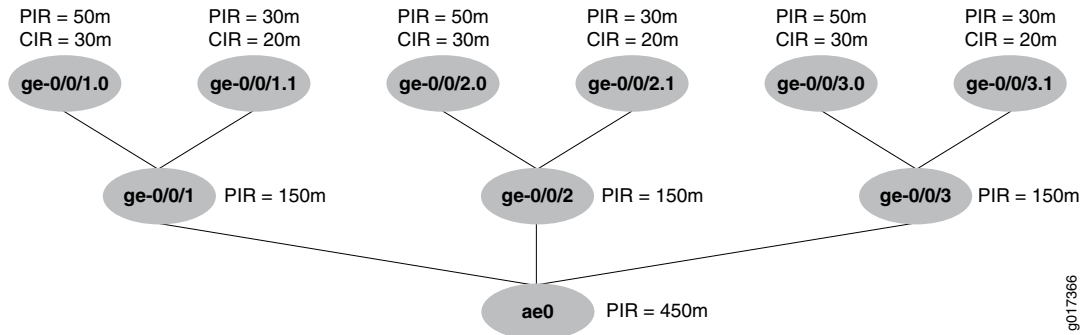 PIR = 50m
CIR = 30m
PIR = 30m
CIR = 20m
PIR = 50m
CIR = 30m
PIR = 30m
CIR = 20m
PIR = 50m
CIR = 30m
PIR = 30m
CIR = 20m
ge-0/0/1.0
ge-0/0/1.1
ge-0/0/2.0
ge-0/0/2.1
ge-0/0/3.0
ge-0/0/3.1
ge-0/0/1
PIR = 150m
ge-0/0/2
PIR = 150m
ge-0/0/3
PIR = 150m
ae0
PIR = 450m
g017366